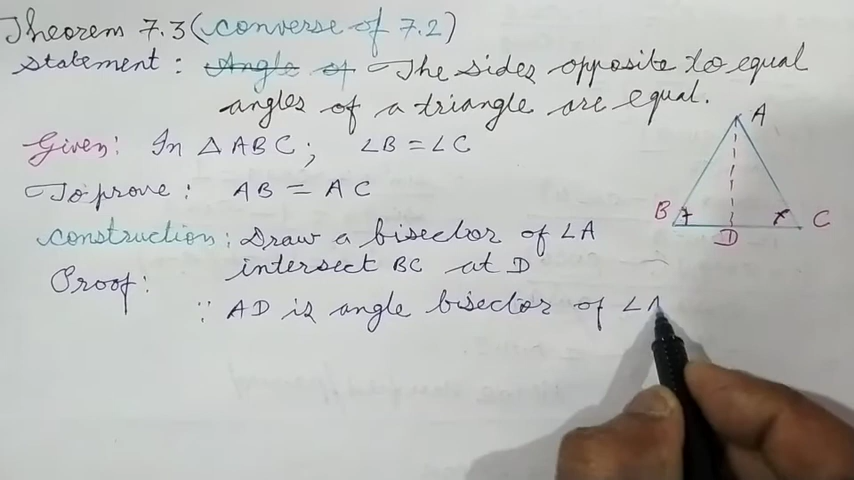 Theorem 7.3 (converse of 7.2)
Statement : Angle of The sides opposite to equal
angles of a triangle are equal.
Given: In △ABC; ∠B = ∠C
To prove: AB = AC
Construction: Draw a bisector of ∠A
intersect BC at D
Proof:
∵ AD is angle bisector of ∠A
A
B
C
D